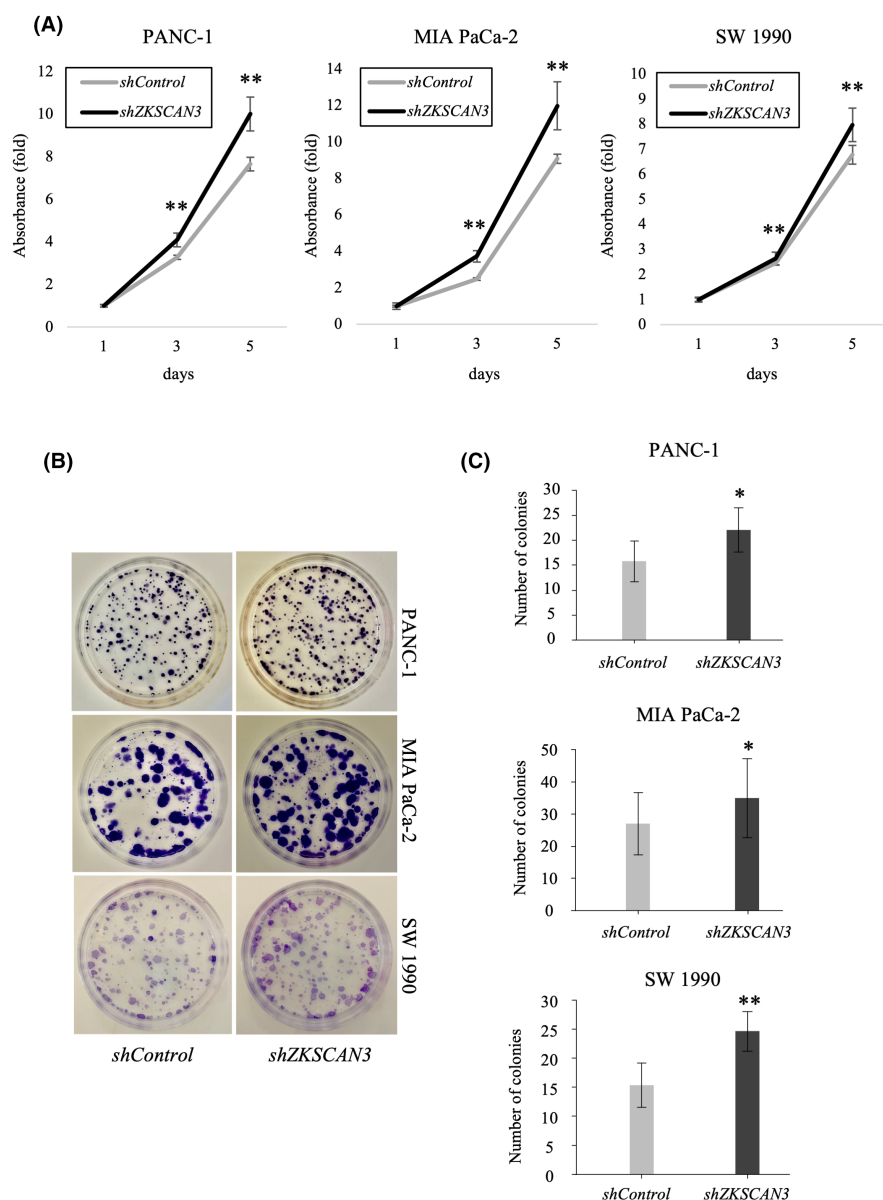 (A)
PANC-1
12
10
8
6
4
2
0
Absorbance (fold)
shControl
shZKSCAN3
**
**
1
3
5
days
MIA PaCa-2
14
12
10
8
6
4
2
0
Absorbance (fold)
shControl
shZKSCAN3
**
**
1
3
5
days
SW 1990
10
9
8
7
6
5
4
3
2
1
0
Absorbance (fold)
shControl
shZKSCAN3
**
**
1
3
5
days
(B)
PANC-1
MIA PaCa-2
SW 1990
shControl
shZKSCAN3
(C)
PANC-1
30
25
20
15
10
5
0
Number of colonies
*
shControl
shZKSCAN3
MIA PaCa-2
50
40
30
20
10
0
Number of colonies
*
shControl
shZKSCAN3
SW 1990
30
25
20
15
10
5
0
Number of colonies
**
shControl
shZKSCAN3